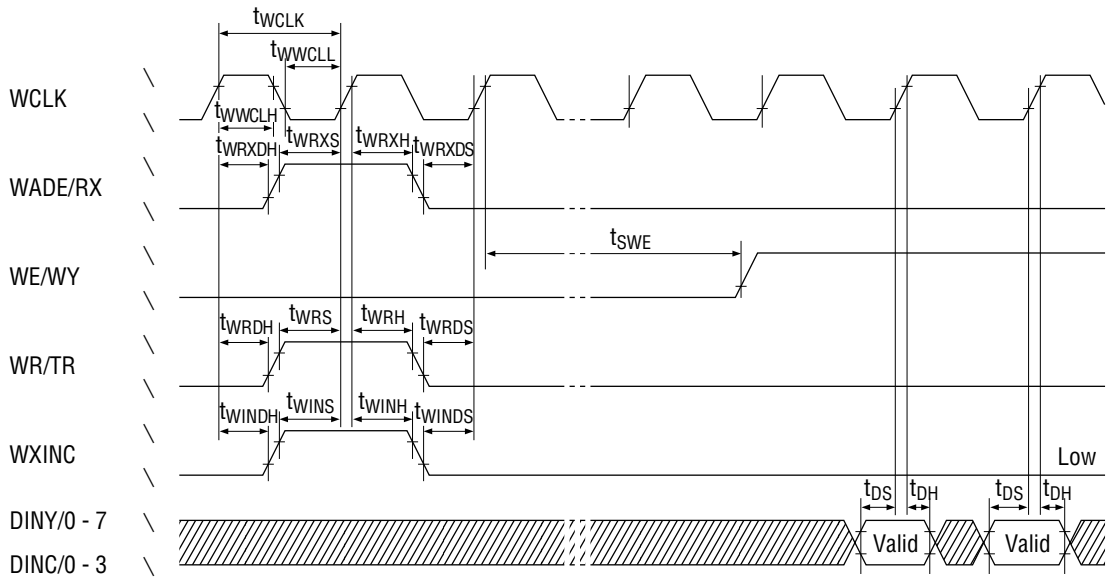 tWCLK
tWWCLL
WCLK
tWWCLH
tWRXDH tWRXS tWRXH tWRXDS
WADE/RX
tSWE
WE/WY
tWRDH tWRS tWRH tWRDS
WR/TR
tWINDH tWINS tWINH tWINDS
WXINC
Low
tDS tDH tDS tDH
DINY/0 - 7
Valid Valid
DINC/0 - 3